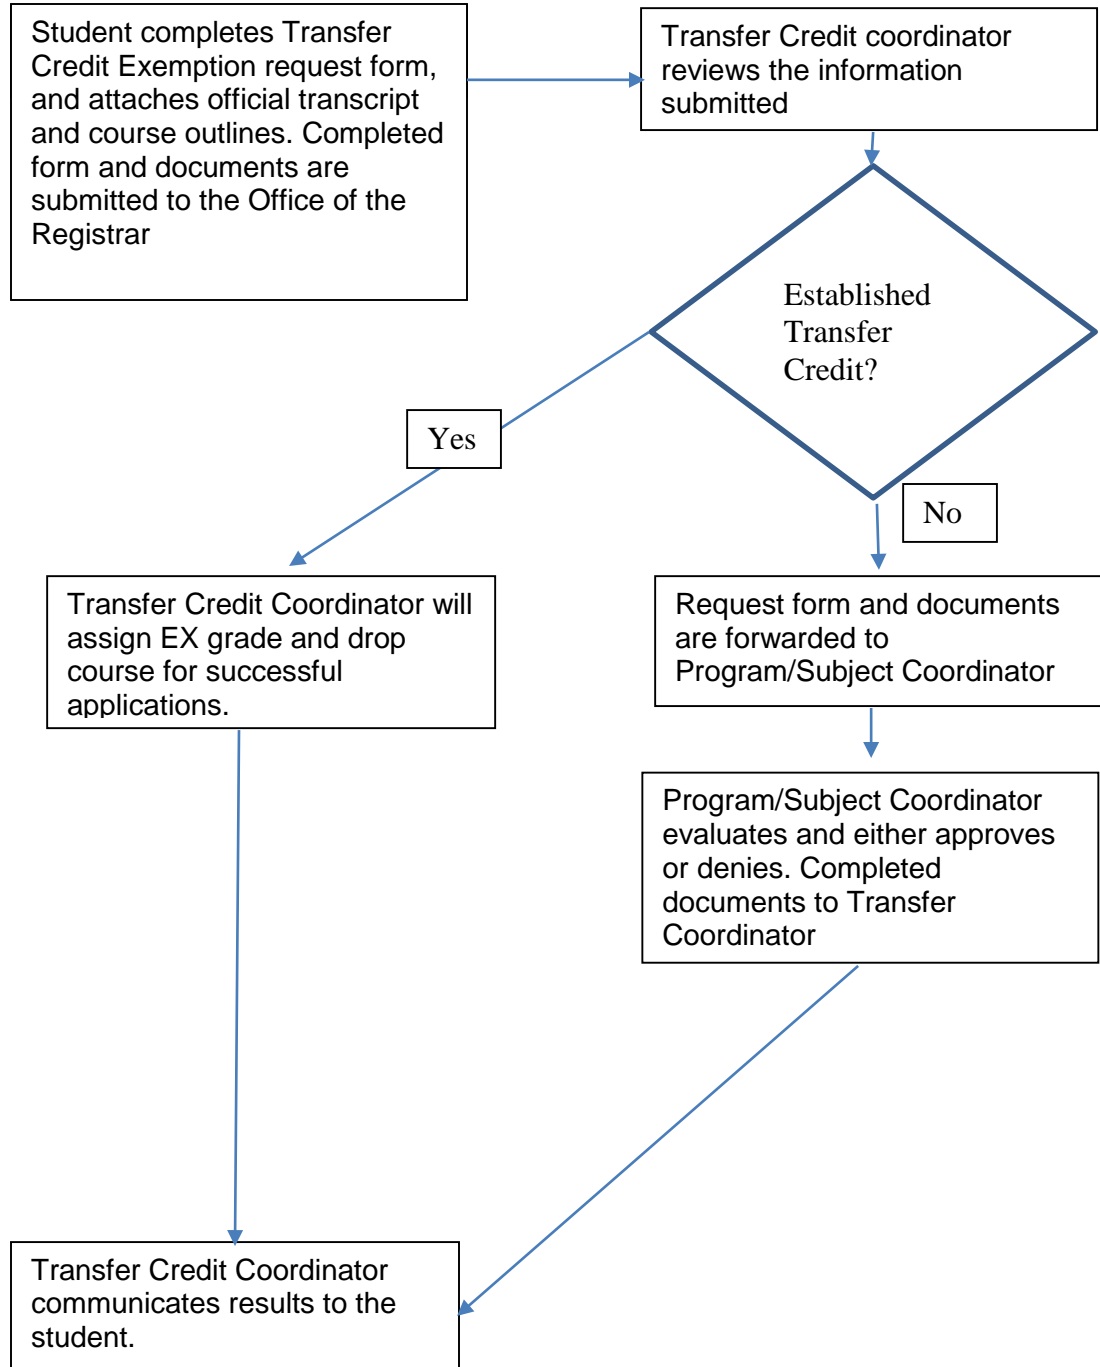 Student completes Transfer
Credit Exemption request form,
and attaches official transcript
and course outlines. Completed
form and documents are
submitted to the Office of the
Registrar
Transfer Credit coordinator
reviews the information
submitted
Established
Transfer
Credit?
Yes
No
Transfer Credit Coordinator will
assign EX grade and drop
course for successful
applications.
Request form and documents
are forwarded to
Program/Subject Coordinator
Program/Subject Coordinator
evaluates and either approves
or denies. Completed
documents to Transfer
Coordinator
Transfer Credit Coordinator
communicates results to the
student.